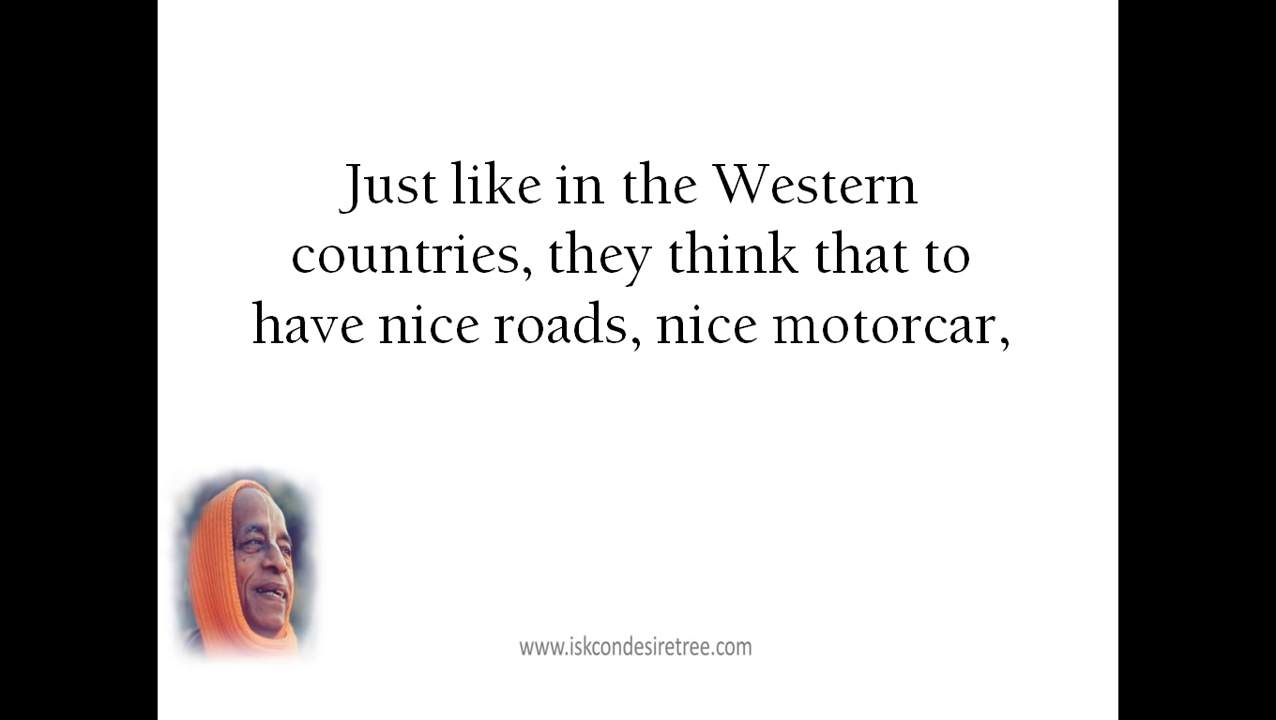 Just like in the Western
countries, they think that to
have nice roads, nice motorcar,
www.iskcondesiretree.com